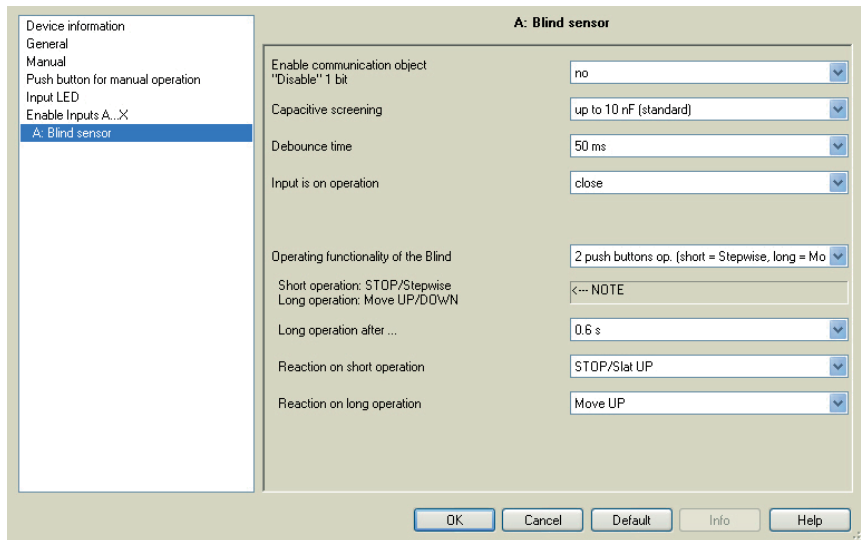 Device information
General
Manual
Push button for manual operation
Input LED
Enable Inputs A...X
A: Blind sensor
A: Blind sensor
Enable communication object
"Disable" 1 bit
no
Capacitive screening
up to 10 nF (standard)
Debounce time
50 ms
Input is on operation
close
Operating functionality of the Blind
2 push buttons op. (short = Stepwise, long = Mo
Short operation: STOP/Stepwise
Long operation: Move UP/DOWN
<--- NOTE
Long operation after ...
0.6 s
Reaction on short operation
STOP/Slat UP
Reaction on long operation
Move UP
OK
Cancel
Default
Info
Help